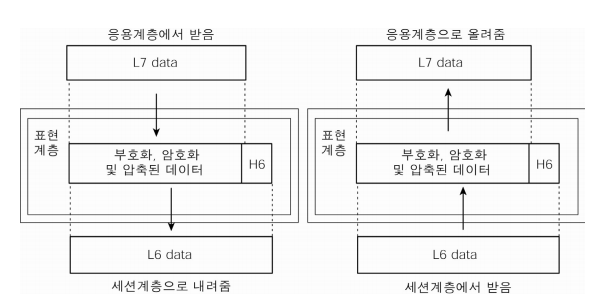 응용계층에서 받음
L7 data
표현
계층
부호화, 암호화
및 압축된 데이터
H6
L6 data
세션계층으로 내려줌
응용계층으로 올려줌
L7 data
표현
계층
부호화, 암호화
및 압축된 데이터
H6
L6 data
세션계층에서 받음